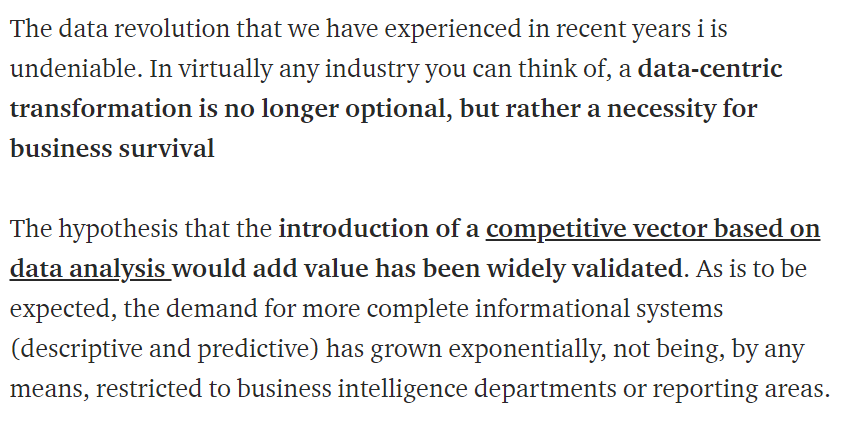 The data revolution that we have experienced in recent years i is
undeniable. In virtually any industry you can think of, a data-centric
transformation is no longer optional, but rather a necessity for
business survival
The hypothesis that the introduction of a competitive vector based on
data analysis would add value has been widely validated. As is to be
expected, the demand for more complete informational systems
(descriptive and predictive) has grown exponentially, not being, by any
means, restricted to business intelligence departments or reporting areas.